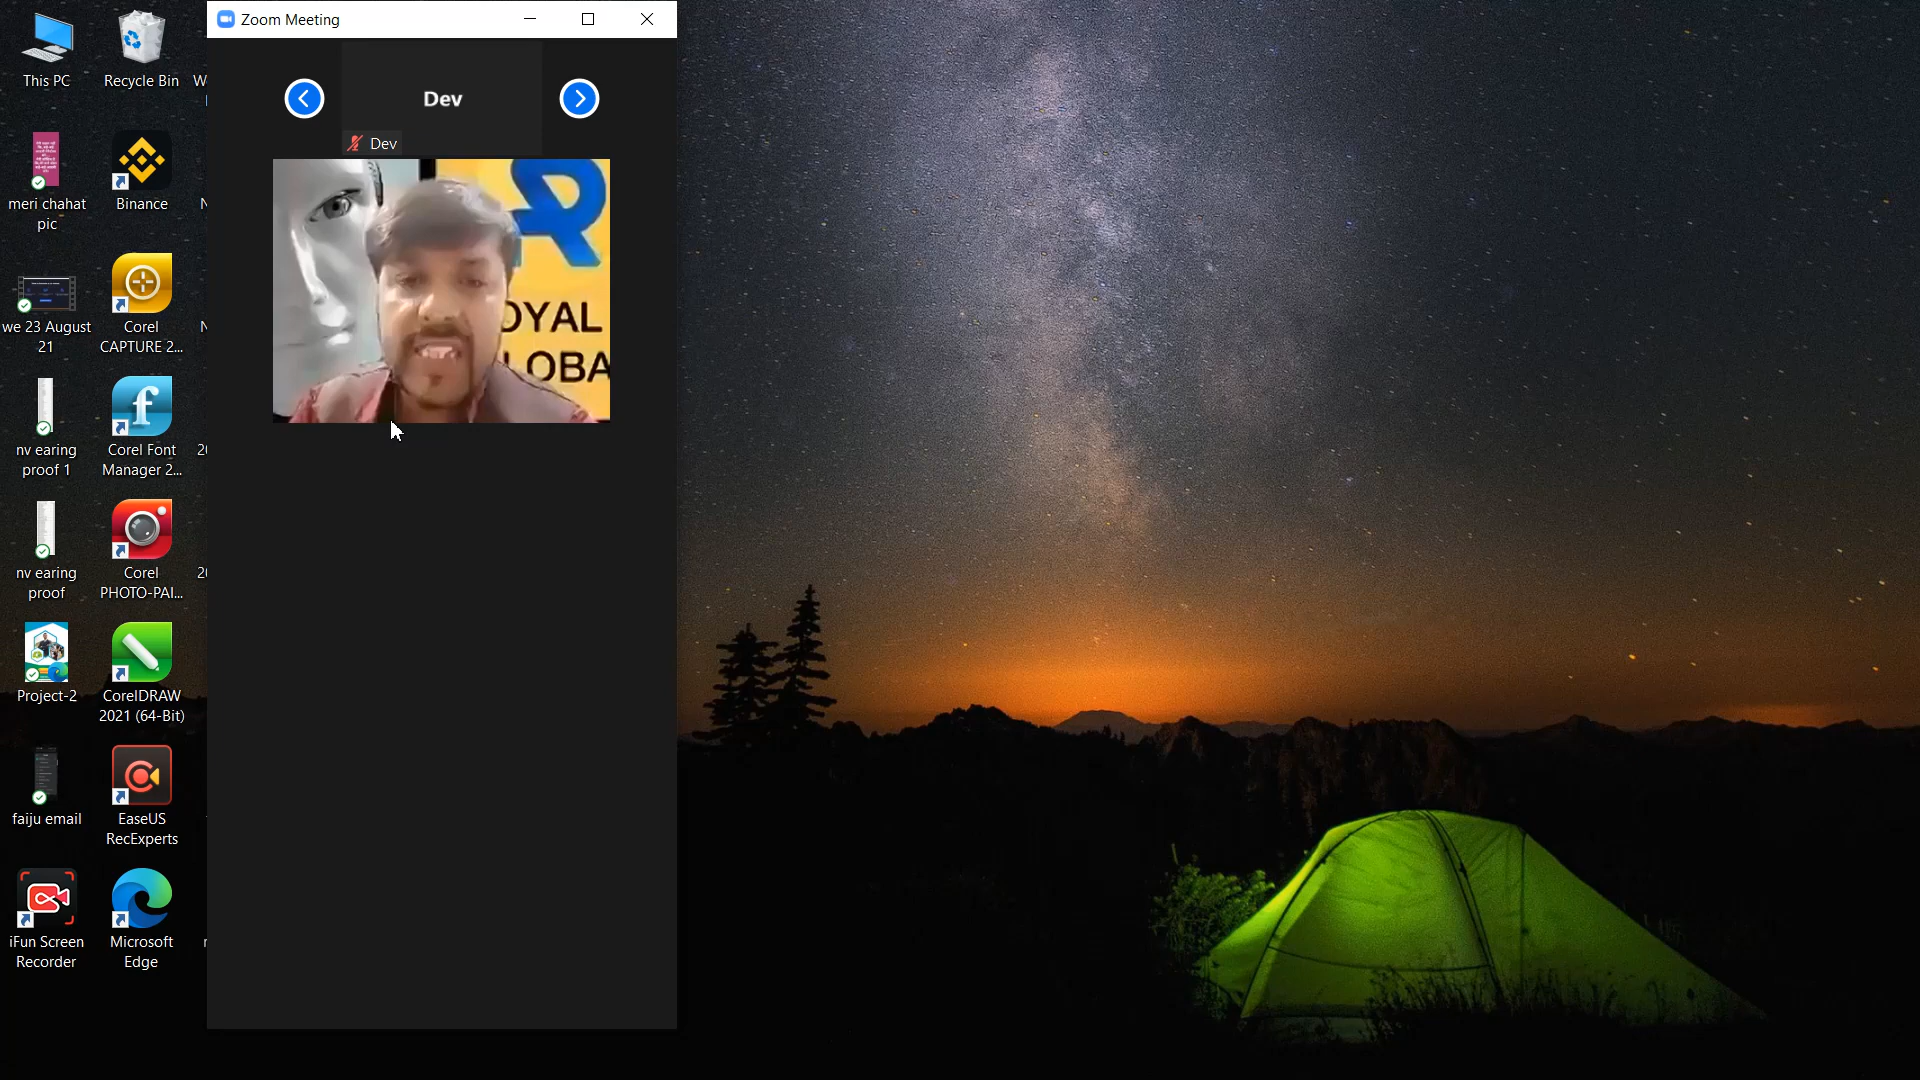 Zoom Meeting
Dev
Dev
OYAL
LOBA
This PC
Recycle Bin
meri chahat
pic
Binance
we 23 August
21
Corel
CAPTURE 2...
nv earing
proof 1
Corel Font
Manager 2...
nv earing
proof
Corel
PHOTO-PAI...
Project-2
CorelDRAW
2021 (64-Bit)
faiju email
EaseUS
RecExperts
iFun Screen
Recorder
Microsoft
Edge